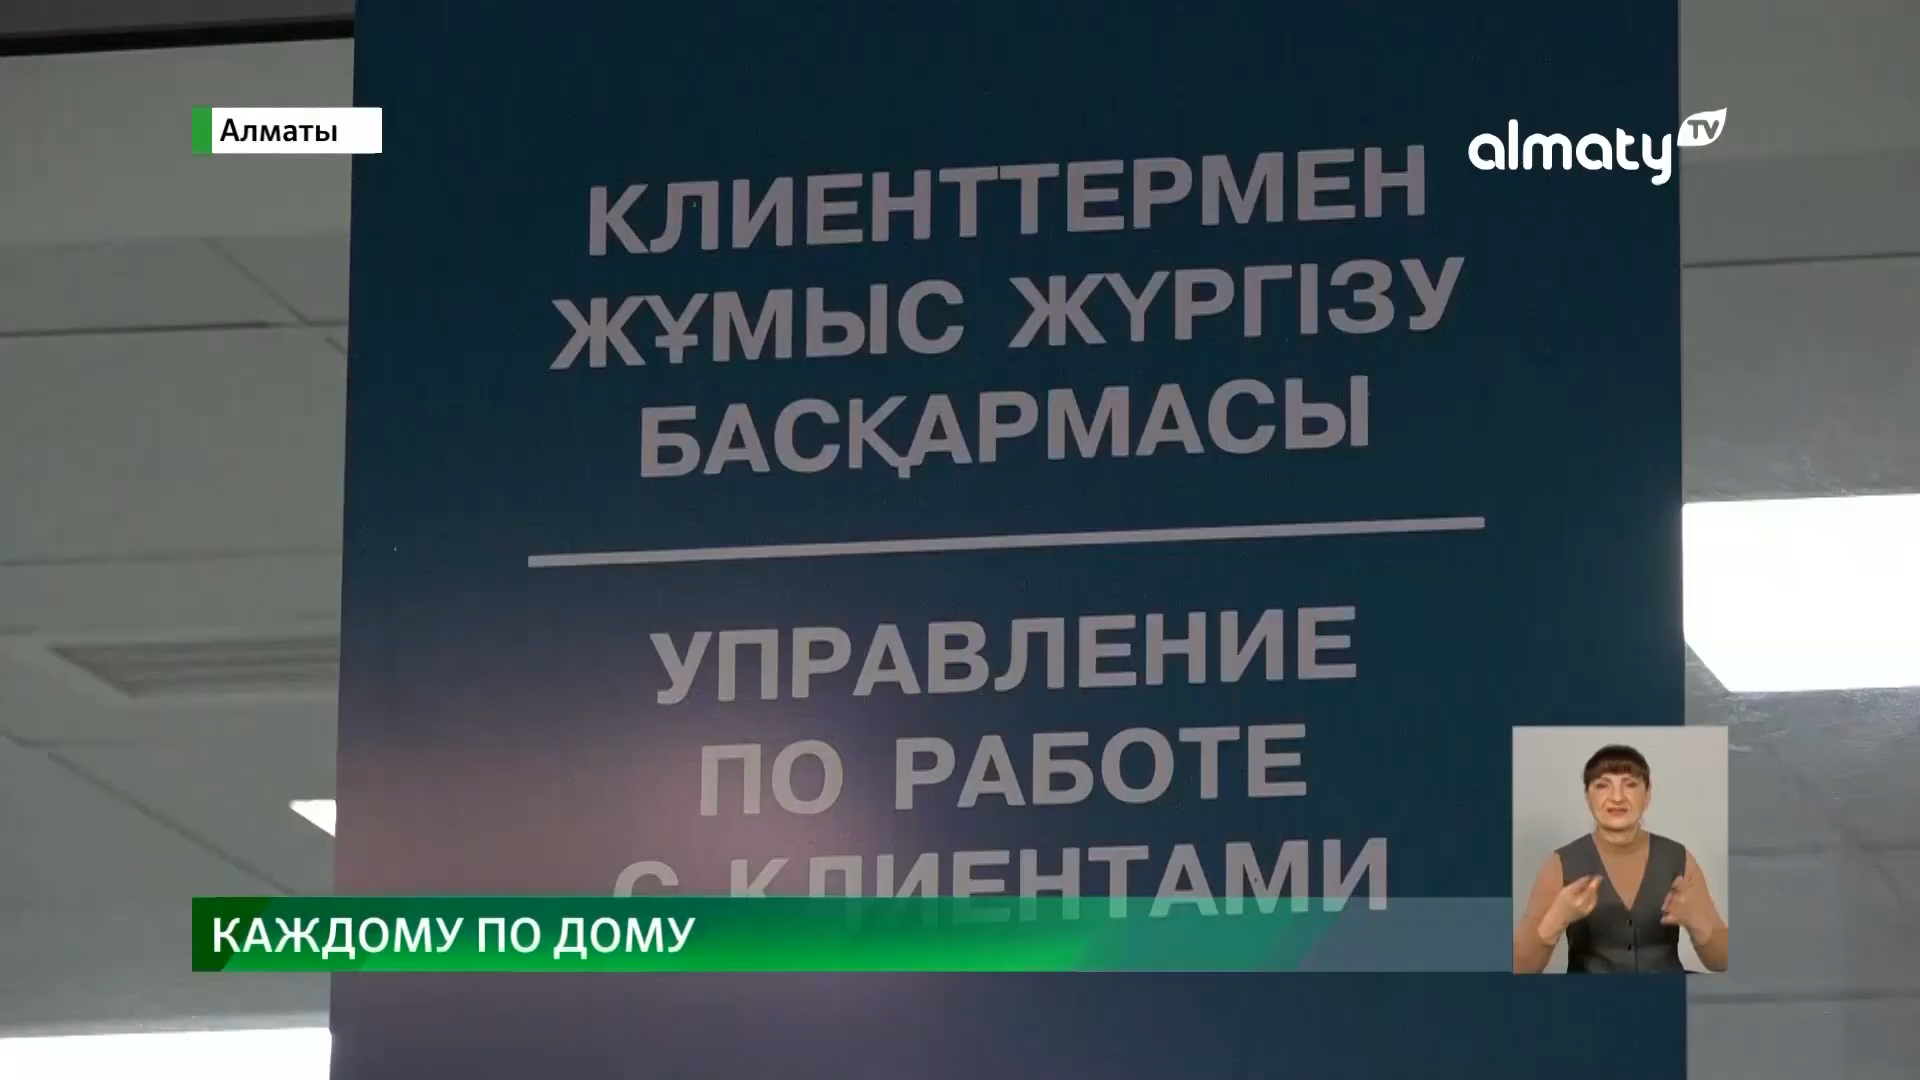 Алматы
almaty TV
КЛИЕНТТЕРМЕН
ЖҰМЫС ЖҮРГІЗУ
БАСҚАРМАСЫ
УПРАВЛЕНИЕ
ПО РАБОТЕ
С КЛИЕНТАМИ
КАЖДОМУ ПО ДОМУ